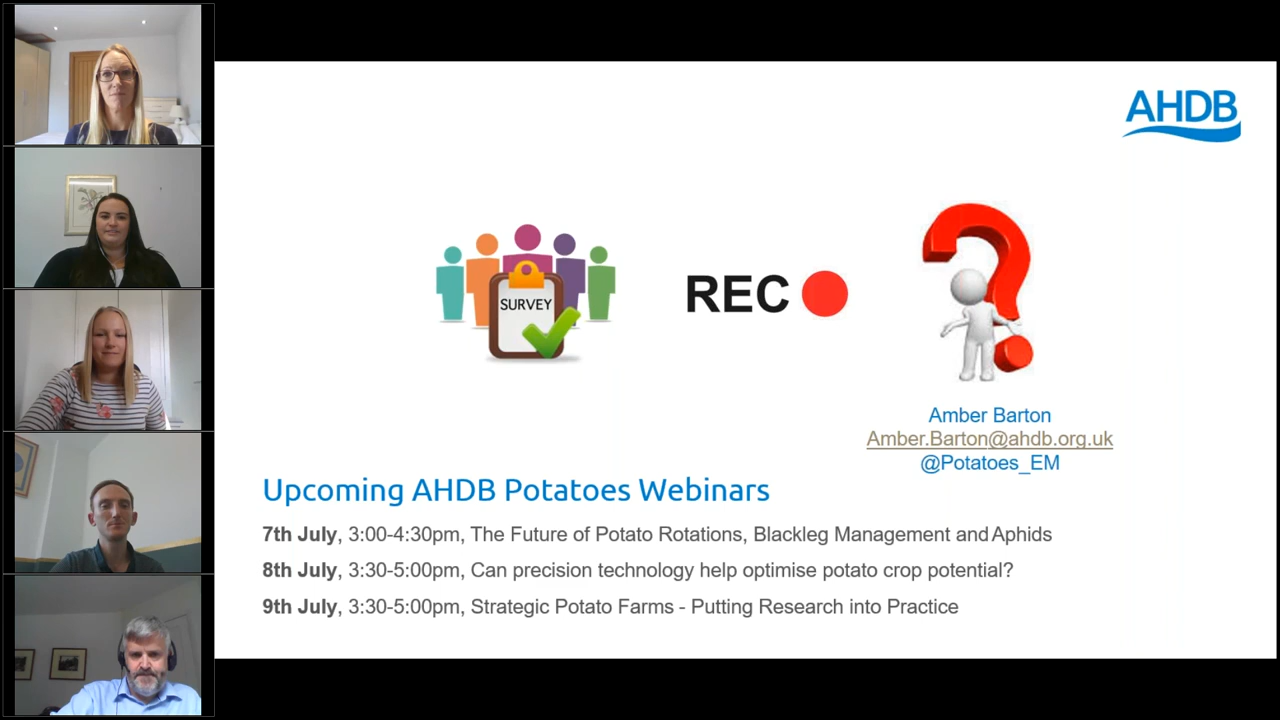 AHDB
SURVEY
REC
Amber Barton
Amber.Barton@ahdb.org.uk
@Potatoes_EM
Upcoming AHDB Potatoes Webinars
7th July, 3:00-4:30pm, The Future of Potato Rotations, Blackleg Management and Aphids
8th July, 3:30-5:00pm, Can precision technology help optimise potato crop potential?
9th July, 3:30-5:00pm, Strategic Potato Farms - Putting Research into Practice